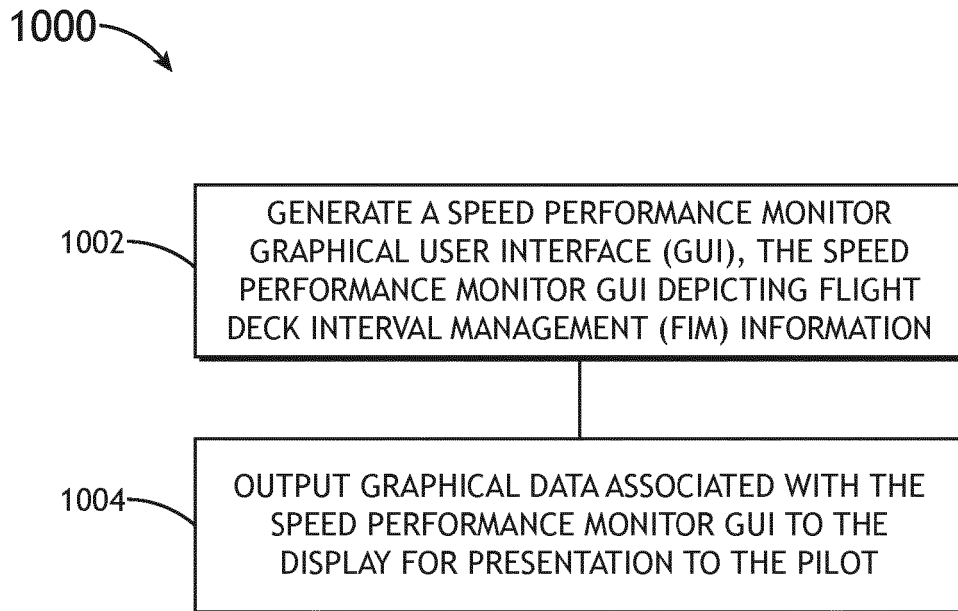 1000
1002
GENERATE A SPEED PERFORMANCE MONITOR
GRAPHICAL USER INTERFACE (GUI), THE SPEED
PERFORMANCE MONITOR GUI DEPICTING FLIGHT
DECK INTERVAL MANAGEMENT (FIM) INFORMATION
1004
OUTPUT GRAPHICAL DATA ASSOCIATED WITH THE
SPEED PERFORMANCE MONITOR GUI TO THE
DISPLAY FOR PRESENTATION TO THE PILOT